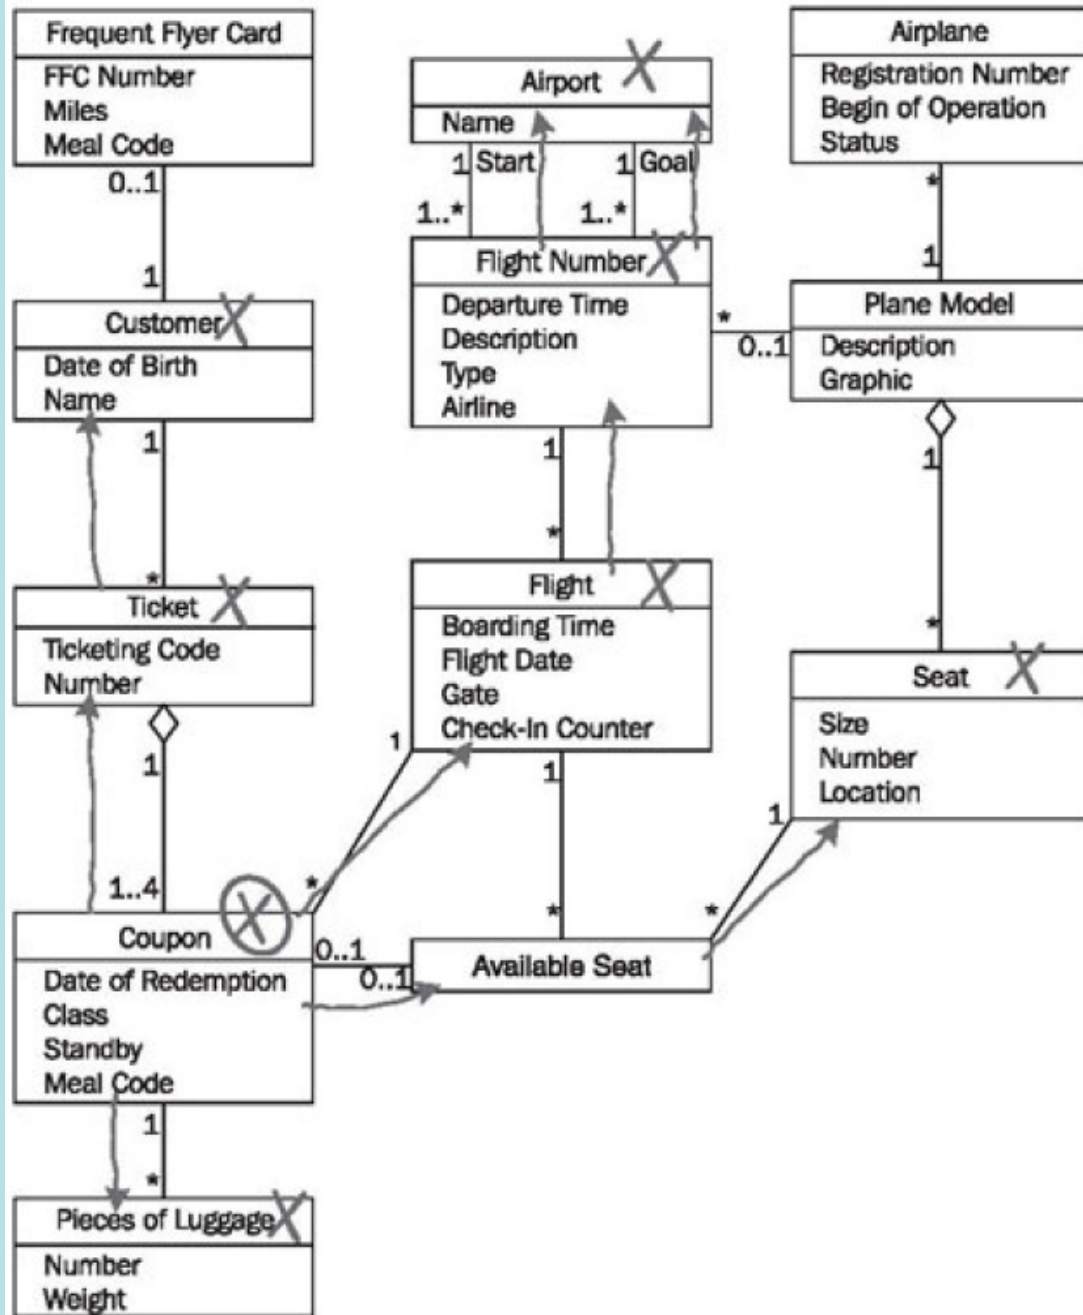 Frequent Flyer Card
FFC Number
Miles
Meal Code
0..1
1
Customer
Date of Birth
Name
1
*
Ticket
Ticketing Code
Number
1
1..4
Coupon
Date of Redemption
Class
Standby
Meal Code
1
*
Pieces of Luggage
Number
Weight
Airport
Name
1 Start
1 Goal
1..*
1..*
Flight Number
Departure Time
Description
Type
Airline
*
0..1
1
*
Flight
Boarding Time
Flight Date
Gate
Check-In Counter
1
*
1
*
0..1
0..1
Available Seat
*
1
Airplane
Registration Number
Begin of Operation
Status
*
1
Plane Model
Description
Graphic
1
*
Seat
Size
Number
Location